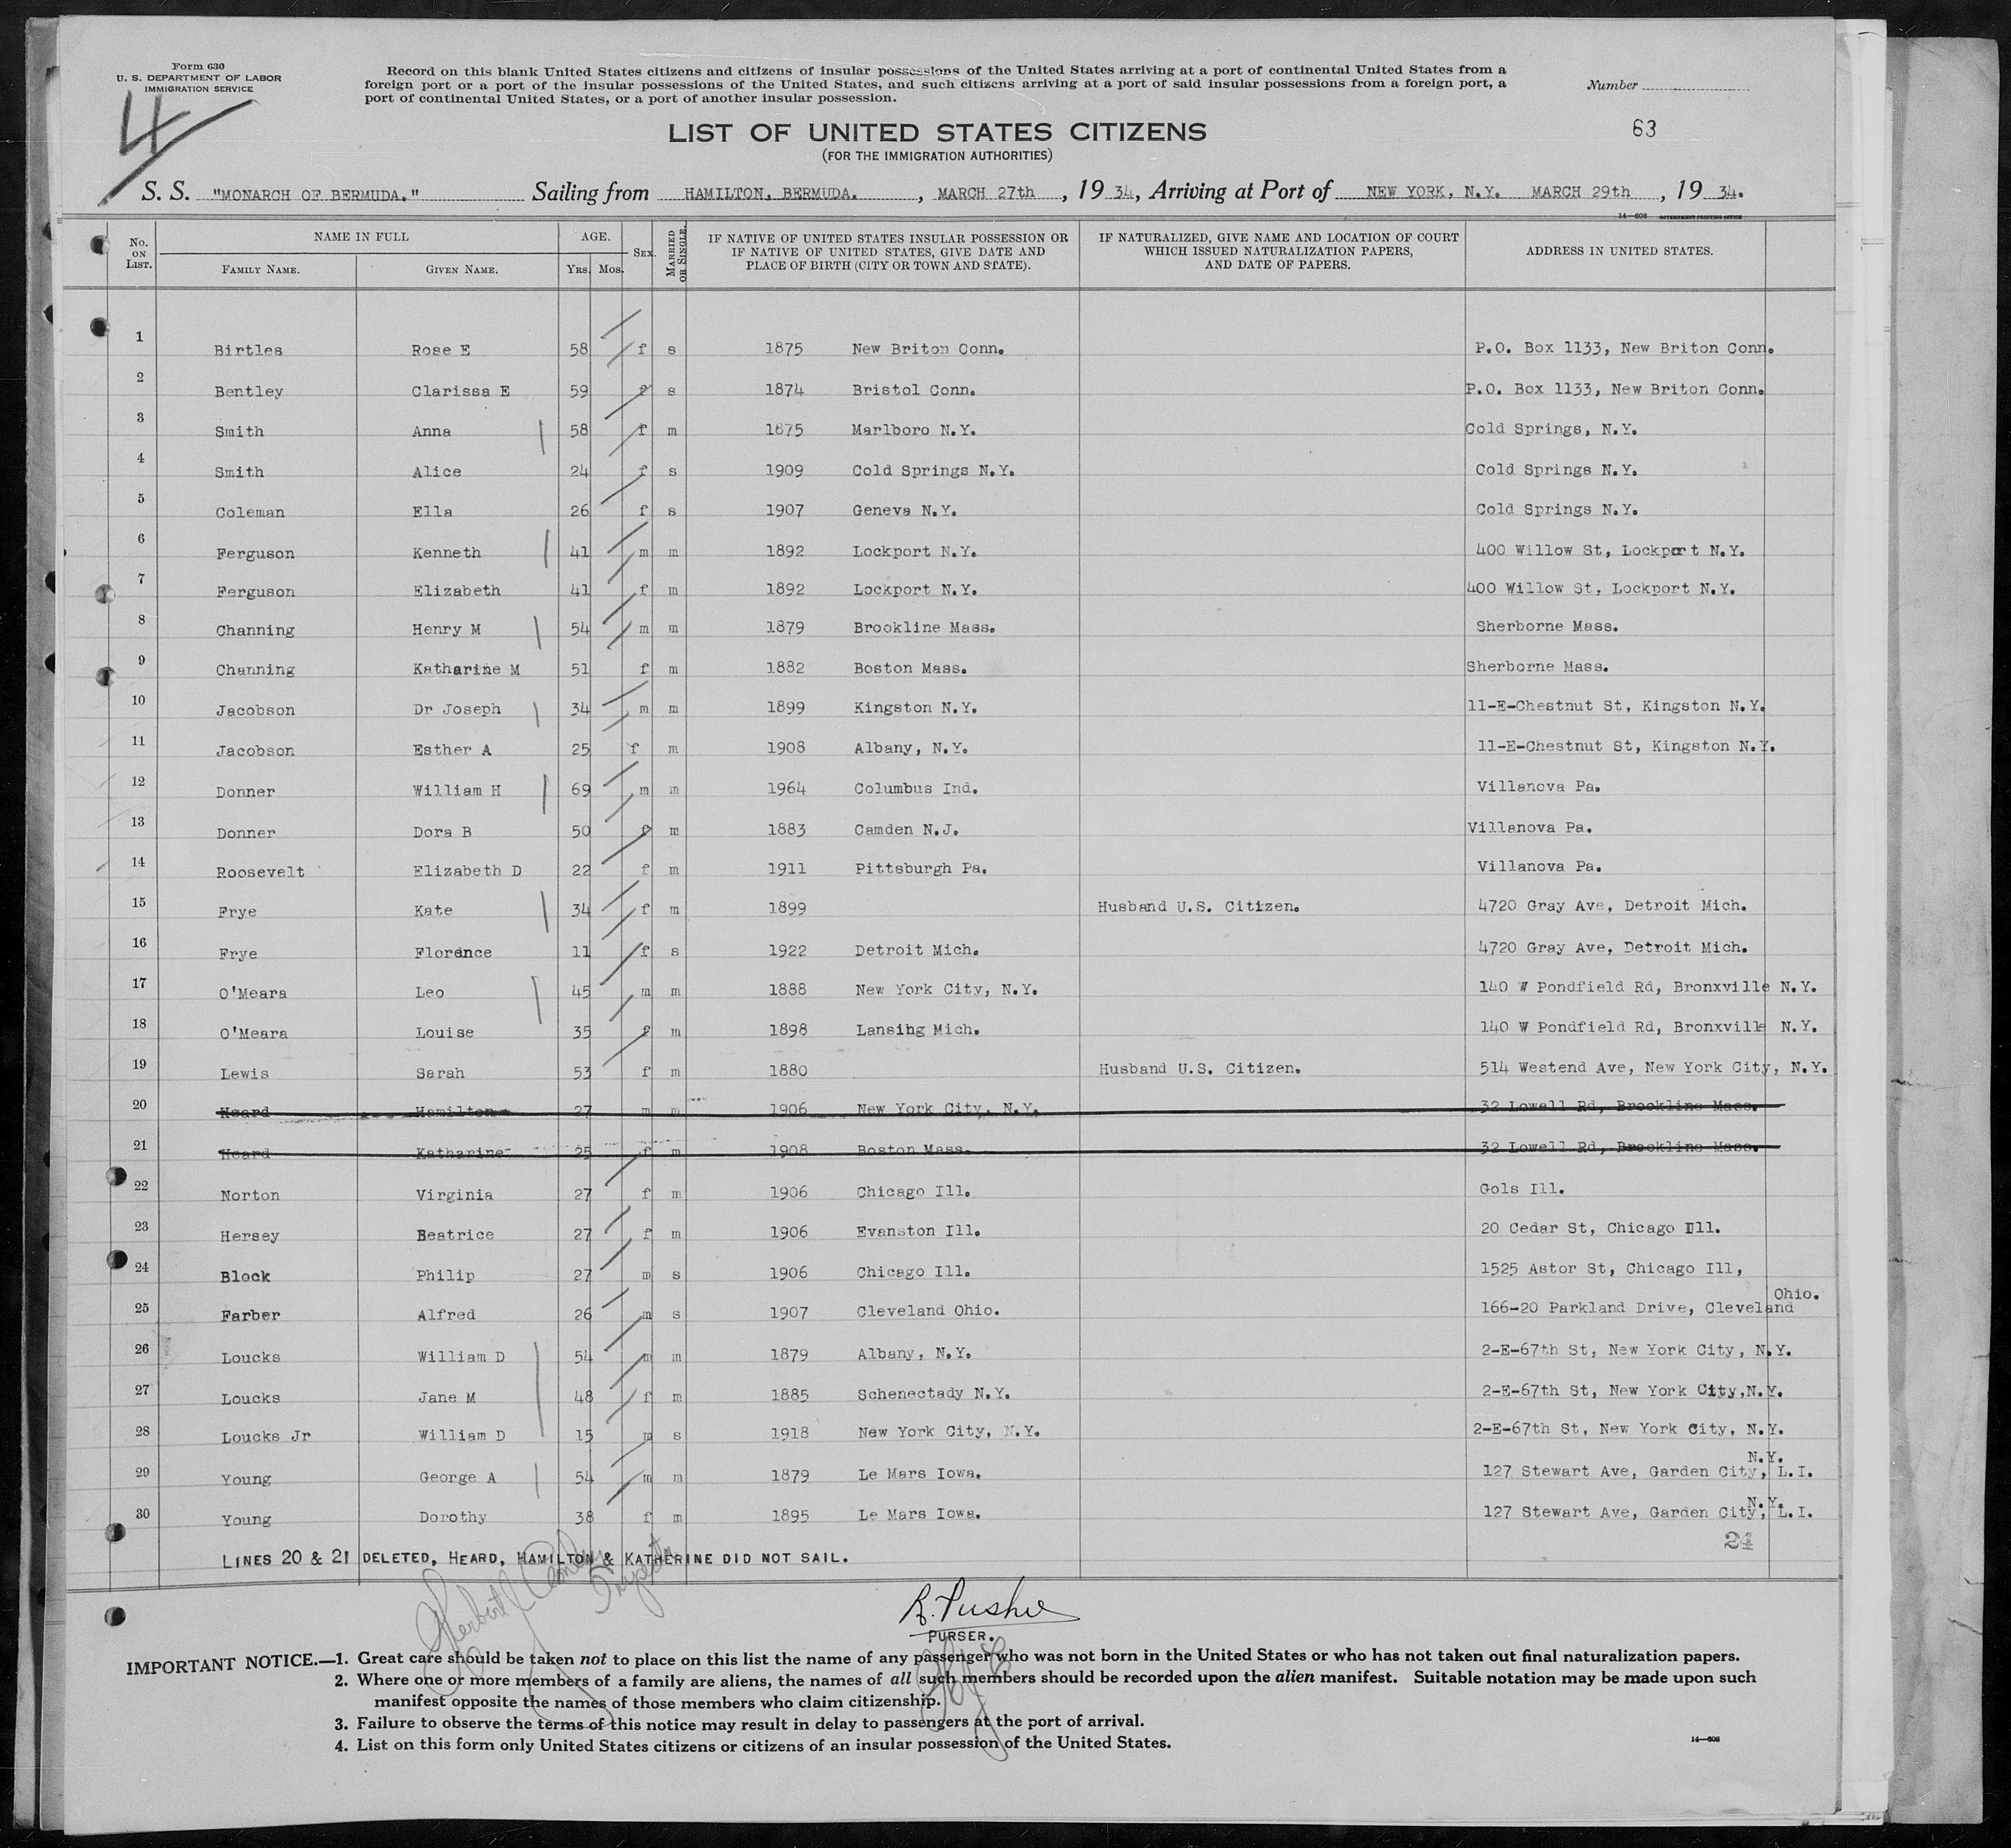 Form 630
U. S. DEPARTMENT OF LABOR
IMMIGRATION SERVICE
4
Record on this blank United States citizens and citizens of insular possessions of the United States arriving at a port of continental United States from a
foreign port or a port of the insular possessions of the United States, and such citizens arriving at a port of said insular possessions from a foreign port, a
port of continental United States, or a port of another insular possession.
Number
63
LIST OF UNITED STATES CITIZENS
(FOR THE IMMIGRATION AUTHORITIES)
S. S. "MONARCH OF BERMUDA." Sailing from HAMILTON, BERMUDA. , MARCH 27th , 19 34, Arriving at Port of NEW YORK, N.Y. MARCH 29th , 19 34.
14—608 GOVERNMENT PRINTING OFFICE
No. ON LIST. NAME IN FULL FAMILY NAME. GIVEN NAME. AGE. YRS. MOS. SEX. MARRIED OR SINGLE. IF NATIVE OF UNITED STATES INSULAR POSSESSION OR IF NATIVE OF UNITED STATES, GIVE DATE AND PLACE OF BIRTH (CITY OR TOWN AND STATE). IF NATURALIZED, GIVE NAME AND LOCATION OF COURT WHICH ISSUED NATURALIZATION PAPERS, AND DATE OF PAPERS. ADDRESS IN UNITED STATES.
1 Birtles Rose E 58 f s 1875 New Briton Conn. P.O. Box 1133, New Briton Conn.
2 Bentley Clarissa E 59 f s 1874 Bristol Conn. P.O. Box 1133, New Briton Conn.
3 Smith Anna 58 f m 1875 Marlboro N.Y. Cold Springs, N.Y.
4 Smith Alice 24 f s 1909 Cold Springs N.Y. Cold Springs N.Y.
5 Coleman Ella 26 f s 1907 Geneva N.Y. Cold Springs N.Y.
6 Ferguson Kenneth 41 m m 1892 Lockport N.Y. 400 Willow St, Lockport N.Y.
7 Ferguson Elizabeth 41 f m 1892 Lockport N.Y. 400 Willow St, Lockport N.Y.
8 Channing Henry M 54 m m 1879 Brookline Mass. Sherborne Mass.
9 Channing Katharine M 51 f m 1882 Boston Mass. Sherborne Mass.
10 Jacobson Dr Joseph 34 m m 1899 Kingston N.Y. 11-E-Chestnut St, Kingston N.Y.
11 Jacobson Esther A 25 f m 1908 Albany, N.Y. 11-E-Chestnut St, Kingston N.Y.
12 Donner William H 69 m m 1964 Columbus Ind. Villanova Pa.
13 Donner Dora B 50 f m 1883 Camden N.J. Villanova Pa.
14 Roosevelt Elizabeth D 22 f m 1911 Pittsburgh Pa. Villanova Pa.
15 Frye Kate 34 f m 1899 Husband U.S. Citizen. 4720 Gray Ave, Detroit Mich.
16 Frye Florence 11 f s 1922 Detroit Mich. 4720 Gray Ave, Detroit Mich.
17 O'Meara Leo 45 m m 1888 New York City, N.Y. 140 W Pondfield Rd, Bronxville N.Y.
18 O'Meara Louise 35 f m 1898 Lansihg Mich. 140 W Pondfield Rd, Bronxville N.Y.
19 Lewis Sarah 53 f m 1880 Husband U.S. Citizen. 514 Westend Ave, New York City, N.Y.
20 Heard Hamilton 27 m m 1906 New York City, N.Y. 32 Lowell Rd, Brookline Mass.
21 Heard Katharine 25 f m 1908 Boston Mass. 32 Lowell Rd, Brookline Mass.
22 Norton Virginia 27 f m 1906 Chicago Ill. Gols Ill.
23 Hersey Beatrice 27 f m 1906 Evanston Ill. 20 Cedar St, Chicago Ill.
24 Block Philip 27 m s 1906 Chicago Ill. 1525 Astor St, Chicago Ill,
25 Farber Alfred 26 m s 1907 Cleveland Ohio. 166-20 Parkland Drive, Cleveland Ohio.
26 Loucks William D 54 m m 1879 Albany, N.Y. 2-E-67th St, New York City, N.Y.
27 Loucks Jane M 48 f m 1885 Schenectady N.Y. 2-E-67th St, New York City,N.Y.
28 Loucks Jr William D 15 m s 1918 New York City, N.Y. 2-E-67th St, New York City, N.Y.
29 Young George A 54 m m 1879 Le Mars Iowa. 127 Stewart Ave, Garden City, L.I. N.Y.
30 Young Dorothy 38 f m 1895 Le Mars Iowa. 127 Stewart Ave, Garden City, L.I. N.Y.
24
LINES 20 & 21 DELETED, HEARD, HAMILTON & KATHERINE DID NOT SAIL.
Herbert
Inspector
PURSER.
IMPORTANT NOTICE.—1. Great care should be taken not to place on this list the name of any passenger who was not born in the United States or who has not taken out final naturalization papers.
2. Where one or more members of a family are aliens, the names of all such members should be recorded upon the alien manifest. Suitable notation may be made upon such
manifest opposite the names of those members who claim citizenship.
3. Failure to observe the terms of this notice may result in delay to passengers at the port of arrival.
4. List on this form only United States citizens or citizens of an insular possession of the United States.
14—608